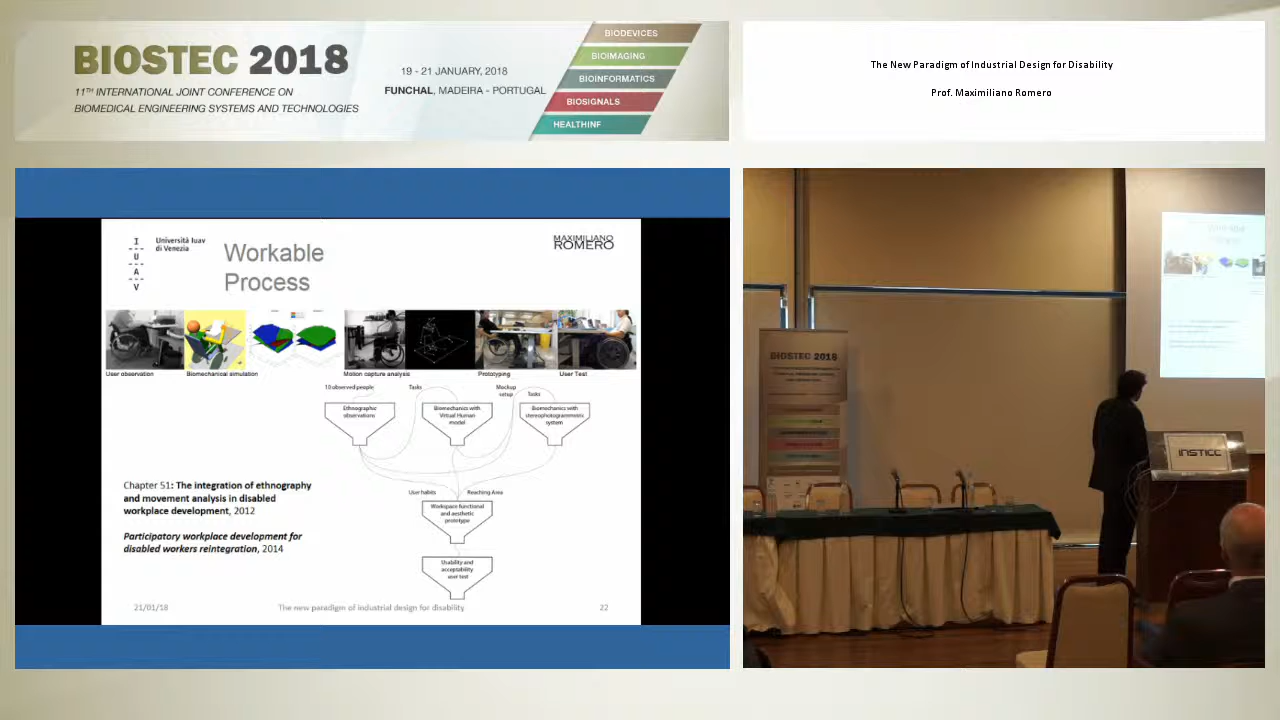 BIOSTEC 2018
11TH INTERNATIONAL JOINT CONFERENCE ON
BIOMEDICAL ENGINEERING SYSTEMS AND TECHNOLOGIES
19 - 21 JANUARY, 2018
FUNCHAL, MADEIRA - PORTUGAL
BIODEVICES
BIOIMAGING
BIOINFORMATICS
BIOSIGNALS
HEALTHINF
The New Paradigm of Industrial Design for Disability
Prof. Maximiliano Romero
I
U
A
V
Università Iuav
di Venezia
Workable
Process
MAXIMILIANO
ROMERO
User observation
Biomechanical simulation
Motion capture analysis
Prototyping
User Test
10 observed people
Tasks
Mockup
setup
Tasks
Ethnographic
observations
Biomechanics with
Virtual Human
model
Biomechanics with
stereophotogrammetric
system
User habits
Reaching Area
Workspace functional
and aesthetic
prototype
Usability and
acceptability
user test
Chapter 51: The integration of ethnography
and movement analysis in disabled
workplace development, 2012
Participatory workplace development for
disabled workers reintegration, 2014
21/01/18
The new paradigm of industrial design for disability
22
BIOSTEC 2018
INSTICC